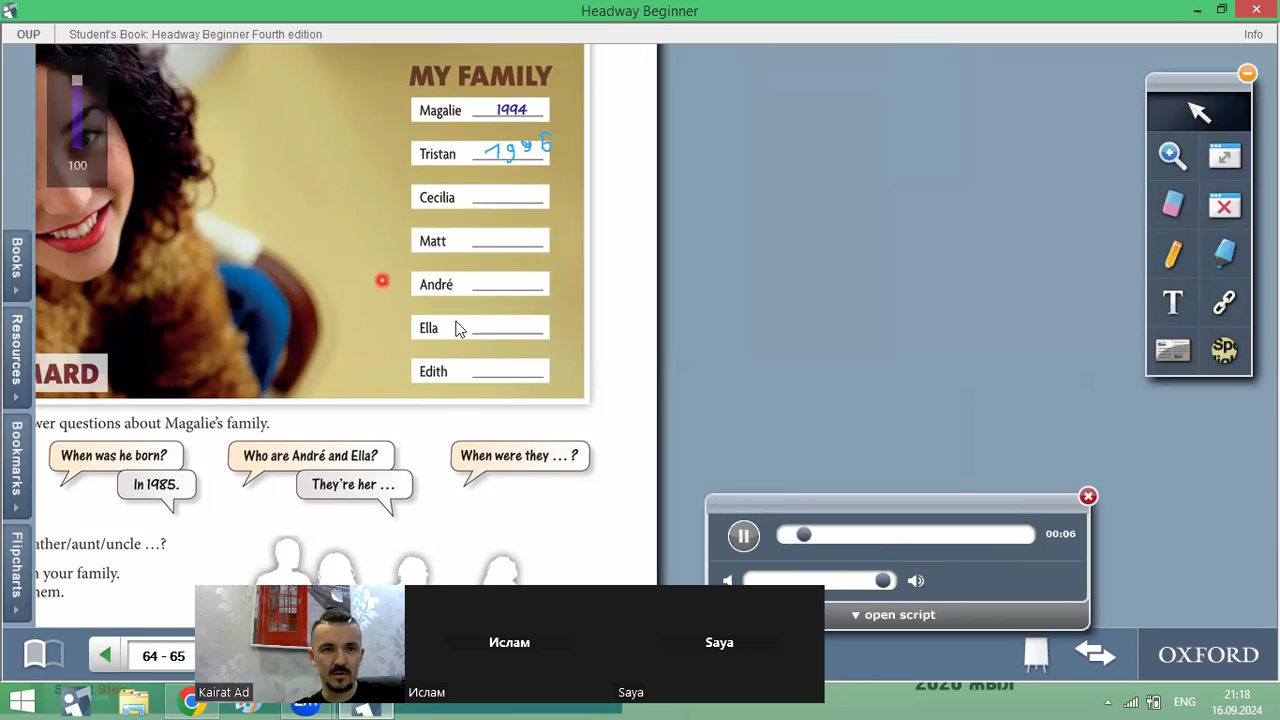 Headway Beginner
OUP
Student's Book: Headway Beginner Fourth edition
Info
100
MY FAMILY
Magalie 1994
Tristan 1996
Cecilia
Matt
André
Ella
Edith
MARD
wer questions about Magalie's family.
When was he born?
In 1985.
Who are André and Ella?
They're her ...
When were they ... ?
ather/aunt/uncle ...?
n your family.
em.
Books
Resources
Bookmarks
Flipcharts
T
00:06
open script
64 - 65
Kairat Ad
Ислам
Ислам
Saya
Saya
OXFORD
ENG
21:18
16.09.2024